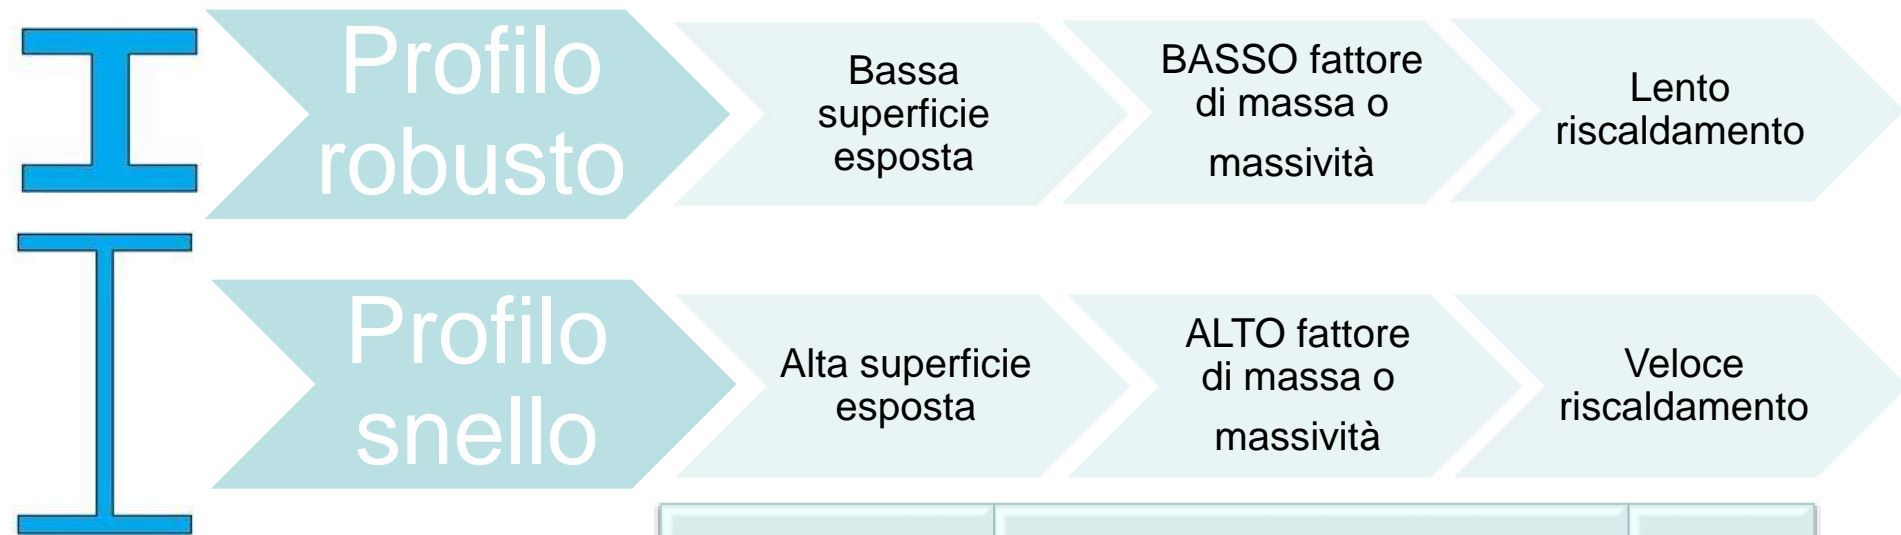 Profilo
robusto
Bassa
superficie
esposta
BASSO fattore
di massa o
massività
Lento
riscaldamento
Profilo
snello
Alta superficie
esposta
ALTO fattore
di massa o
massività
Veloce
riscaldamento